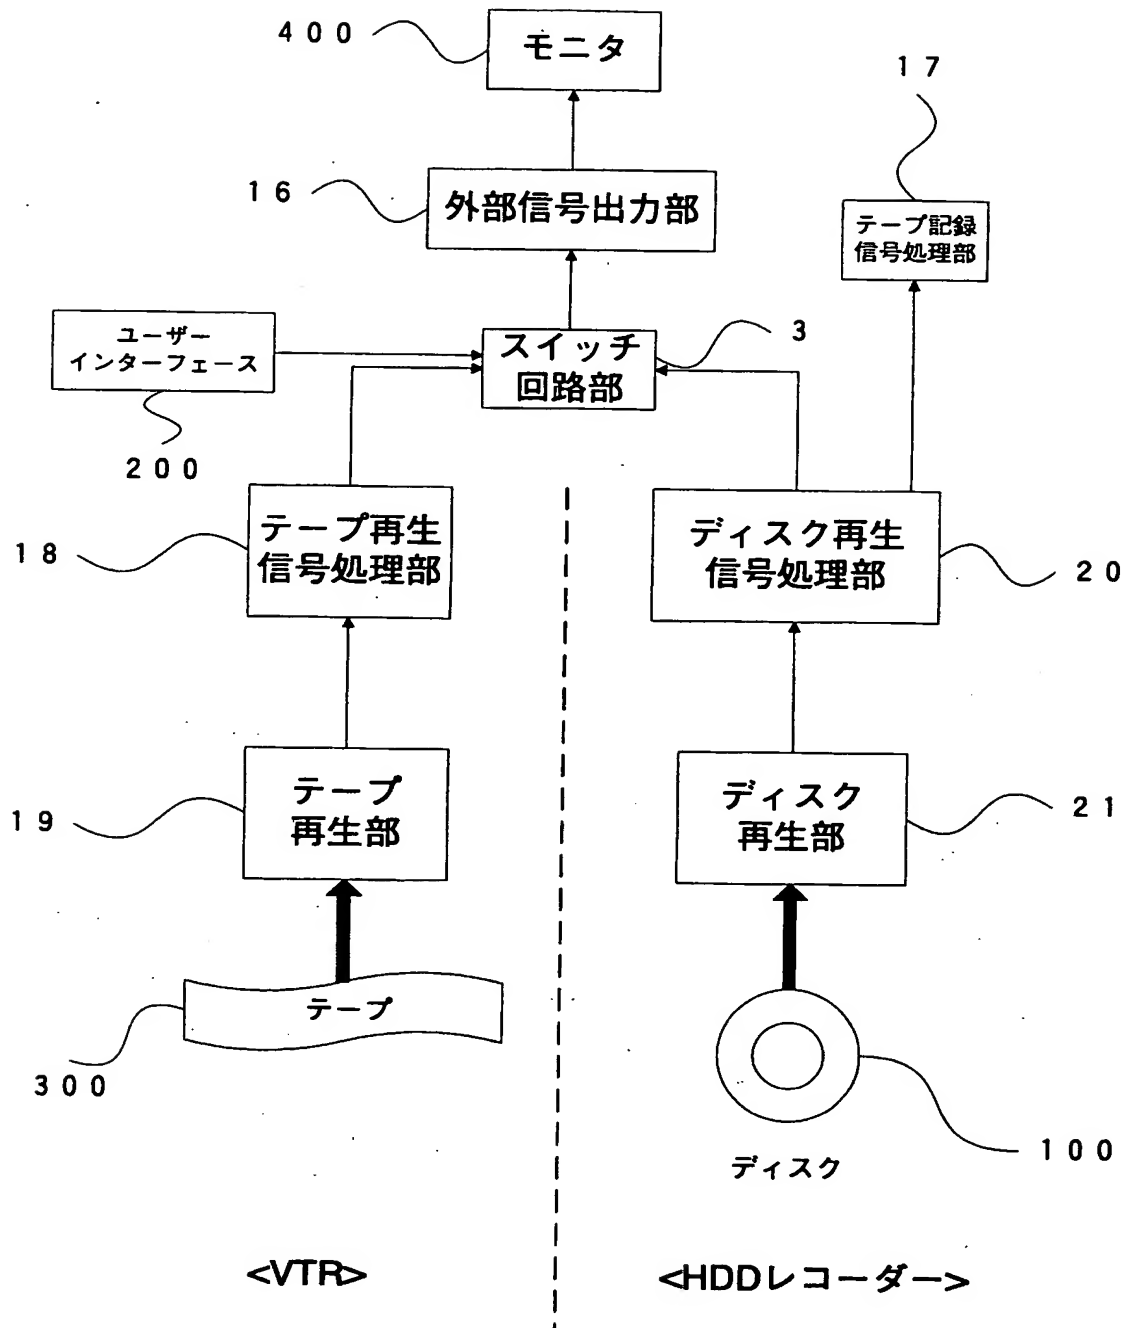 ４００
モニタ
１７
１６
外部信号出力部
テープ記録
信号処理部
ユーザー
インターフェース
スイッチ
回路部
３
２００
１８
テープ再生
信号処理部
ディスク再生
信号処理部
２０
１９
テープ
再生部
ディスク
再生部
２１
テープ
３００
１００
ディスク
<VTR>
<HDDレコーダー>